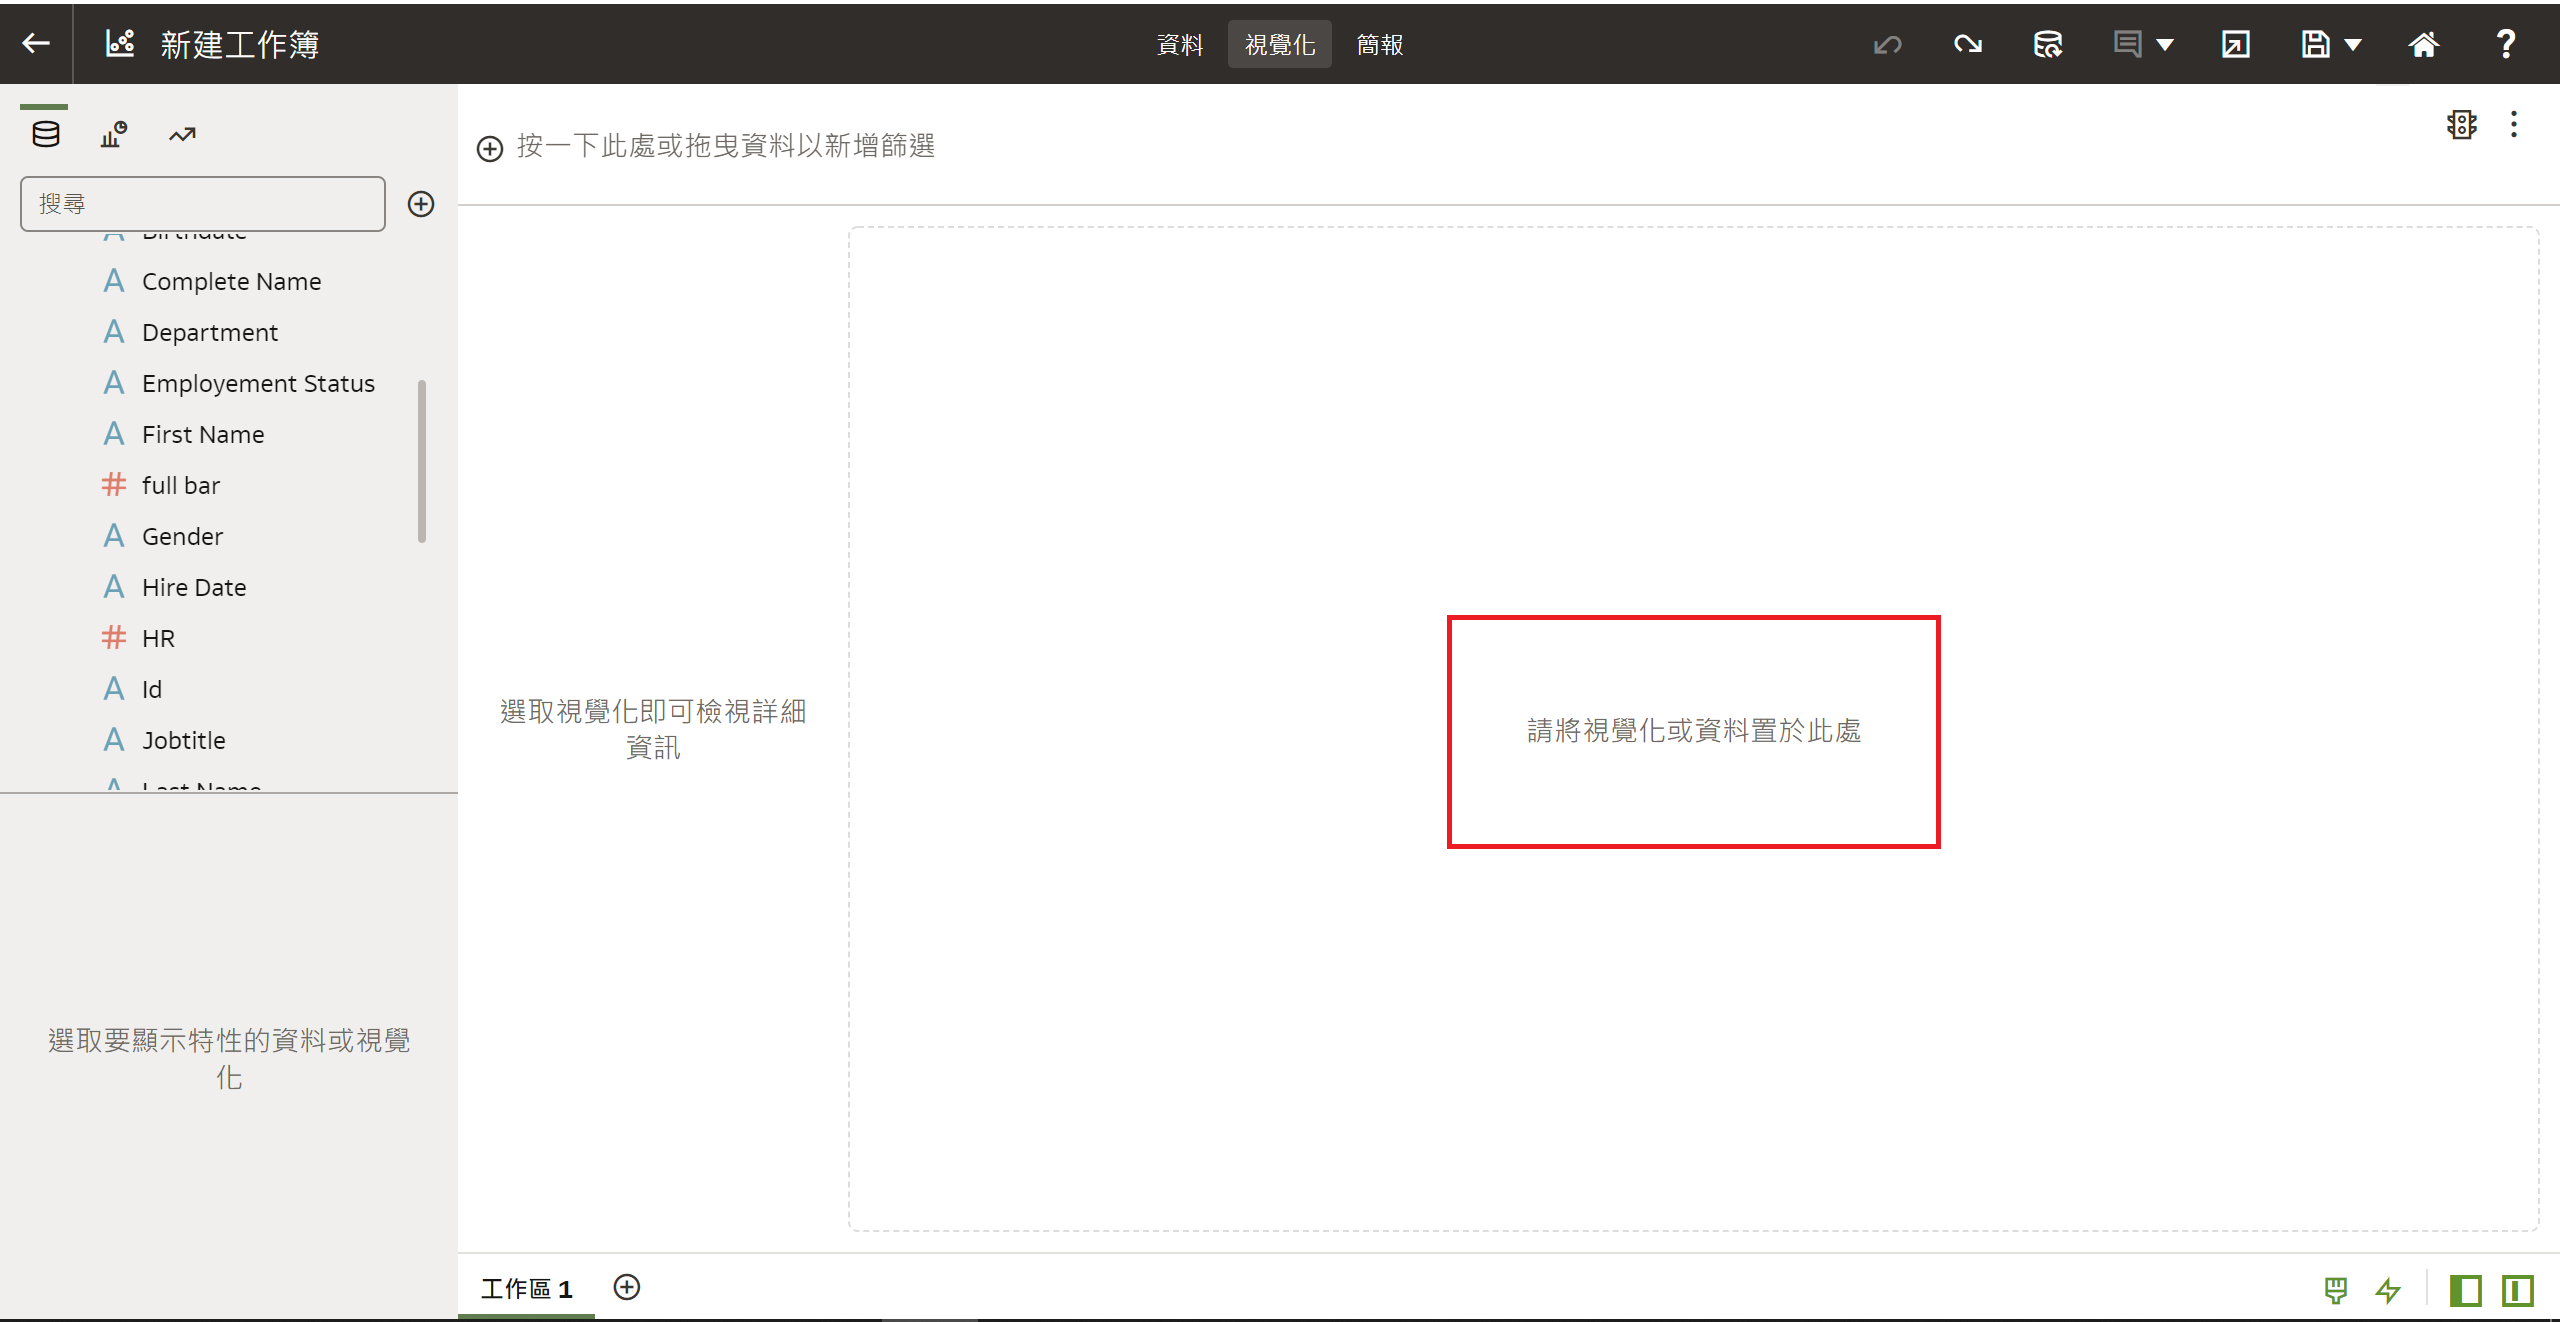 新建工作簿
資料
視覺化
簡報
搜尋
Birthdate
Complete Name
Department
Employement Status
First Name
full bar
Gender
Hire Date
HR
Id
Jobtitle
Last Name
選取要顯示特性的資料或視覺
化
按一下此處或拖曳資料以新增篩選
選取視覺化即可檢視詳細
資訊
請將視覺化或資料置於此處
工作區 1